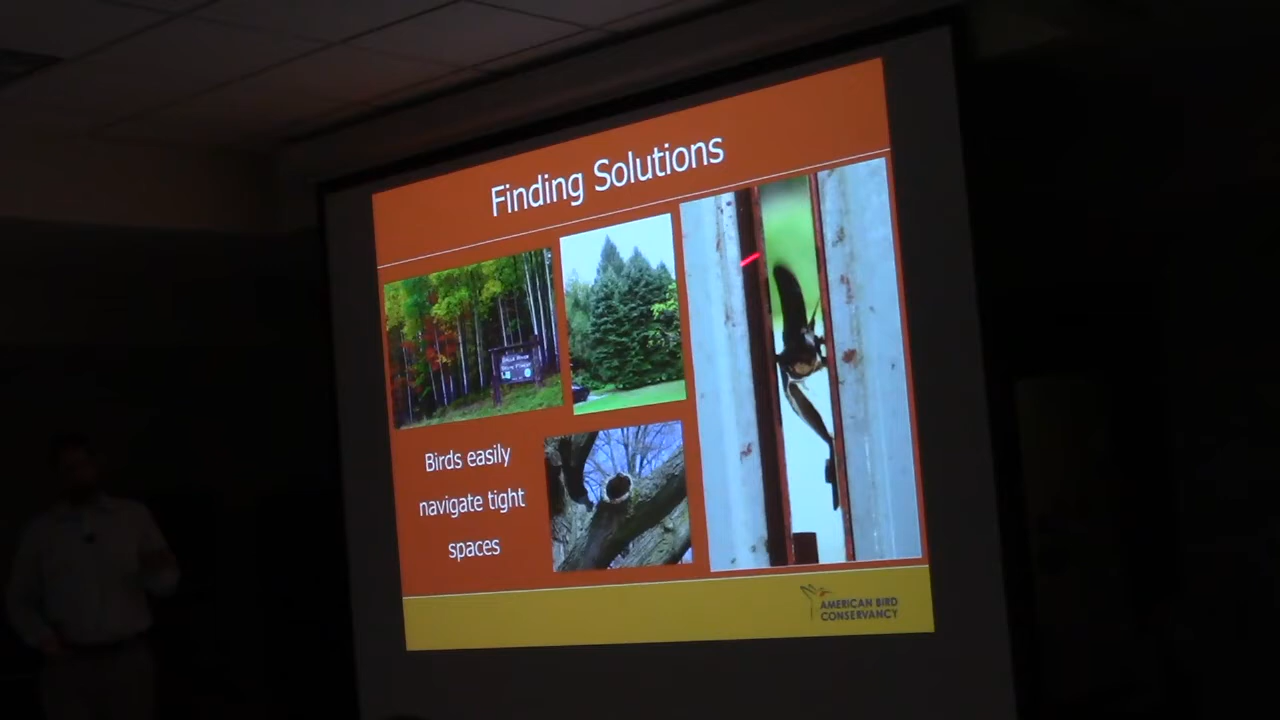 Finding Solutions
Birds easily
navigate tight
spaces
AMERICAN BIRD
CONSERVANCY